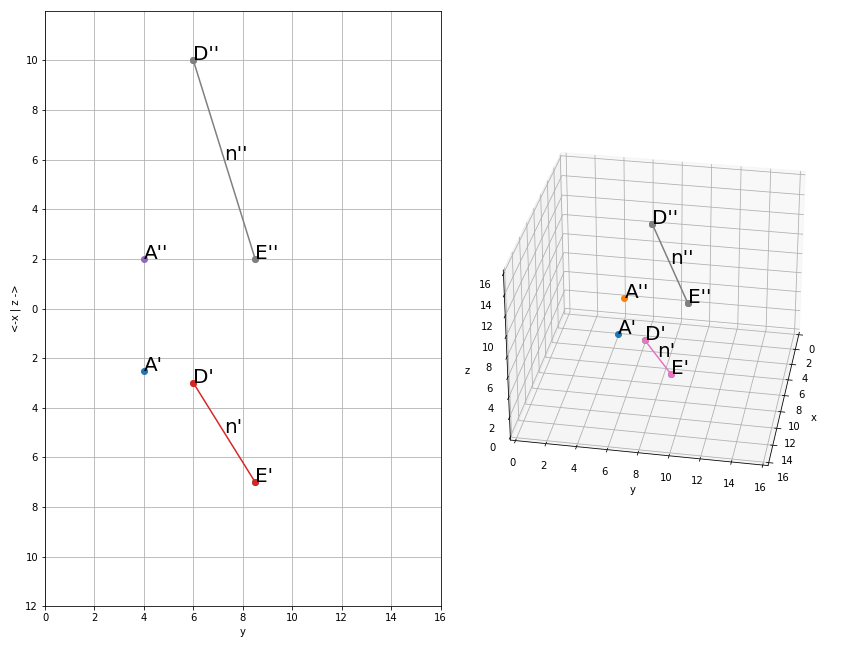 D''
10
8
n''
6
4
A'' E''
2
<-x | z ->
0
2
A' D'
4
n'
6
E'
8
10
12
0 2 4 6 8 10 12 14 16
y
D''
n''
16 A'' E''
14
12 A' D'
n' 0
10 2
E' 4
z 8 6
6 8 x
4 10
2 12
0 14
0 2 4 6 8 10 12 14 16 16
y